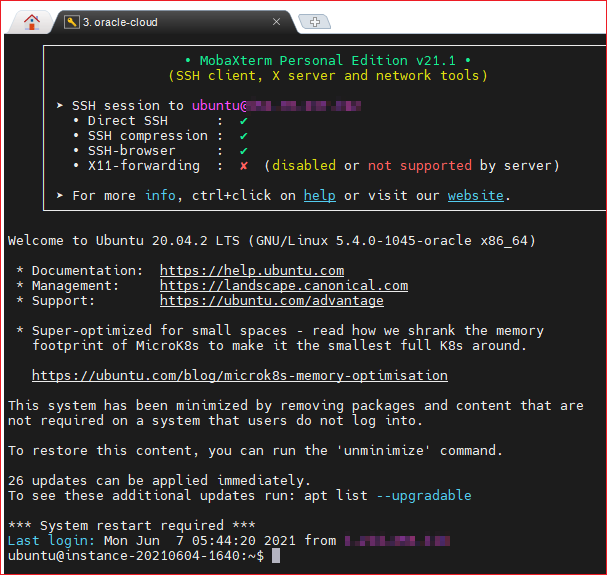 3. oracle-cloud
• MobaXterm Personal Edition v21.1 •
(SSH client, X server and network tools)
➤ SSH session to ubuntu@
• Direct SSH : ✔
• SSH compression : ✔
• SSH-browser : ✔
• X11-forwarding : ✘ (disabled or not supported by server)
➤ For more info, ctrl+click on help or visit our website.
Welcome to Ubuntu 20.04.2 LTS (GNU/Linux 5.4.0-1045-oracle x86_64)
* Documentation: https://help.ubuntu.com
* Management: https://landscape.canonical.com
* Support: https://ubuntu.com/advantage
* Super-optimized for small spaces - read how we shrank the memory
footprint of MicroK8s to make it the smallest full K8s around.
https://ubuntu.com/blog/microk8s-memory-optimisation
This system has been minimized by removing packages and content that are
not required on a system that users do not log into.
To restore this content, you can run the 'unminimize' command.
26 updates can be applied immediately.
To see these additional updates run: apt list --upgradable
*** System restart required ***
Last login: Mon Jun  7 05:44:20 2021 from
ubuntu@instance-20210604-1640:~$